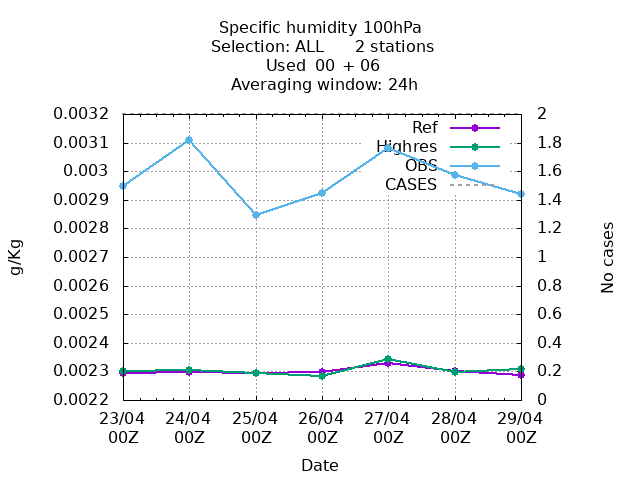 Specific humidity 100hPa
Selection: ALL 2 stations
Used 00 + 06
Averaging window: 24h
0.0032
0.0031
0.003
0.0029
0.0028
0.0027
0.0026
0.0025
0.0024
0.0023
0.0022
g/Kg
Ref
Highres
OBS
CASES
2
1.8
1.6
1.4
1.2
1
0.8
0.6
0.4
0.2
0
No cases
23/04 24/04 25/04 26/04 27/04 28/04 29/04
00Z 00Z 00Z 00Z 00Z 00Z 00Z
Date